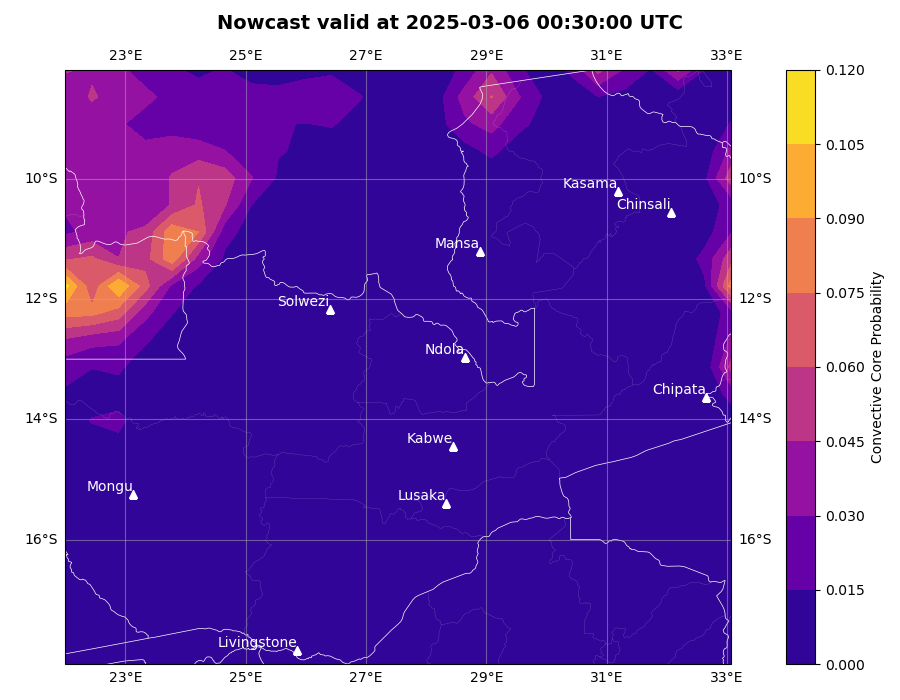 Nowcast valid at 2025-03-06 00:30:00 UTC
23°E 25°E 27°E 29°E 31°E 33°E
0.120
0.105
10°S 10°S
Kasama
Chinsali
0.090
Mansa
0.075
12°S 12°S
Solwezi
0.060
Ndola
Chipata
14°S 14°S
0.045
Kabwe
Mongu
Lusaka
0.030
16°S 16°S
0.015
Livingstone
0.000
Convective Core Probability
23°E 25°E 27°E 29°E 31°E 33°E